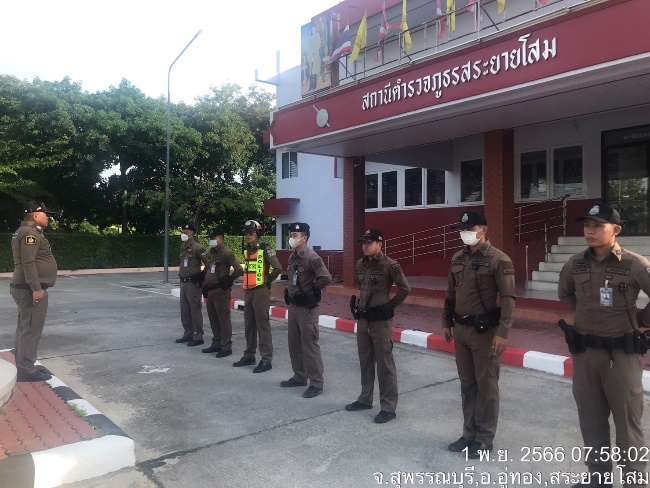 สถานีตำรวจภูธรสระยายโสม
POLICE
1 พ.ย. 2566 07:58:02
จ.สุพรรณบุรี,อ.อู่ทอง,สระยายโสม